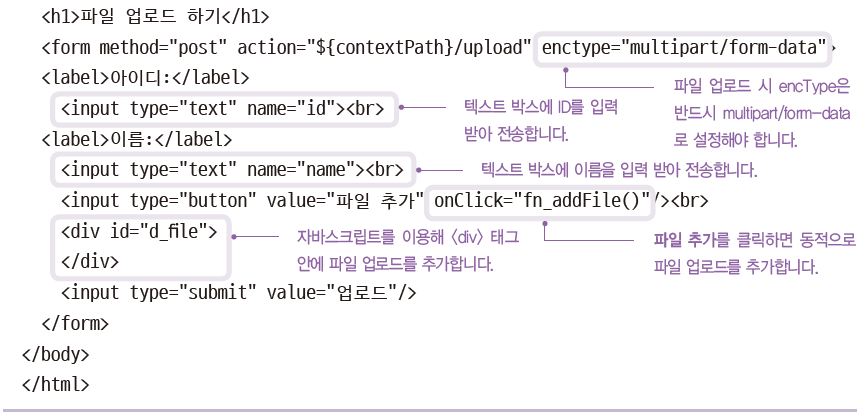 <h1>파일 업로드 하기</h1>
<form method="post" action="${contextPath}/upload" enctype="multipart/form-data">
<label>아이디:</label>
파일 업로드 시 encType은
반드시 multipart/form-data
로 설정해야 합니다.
<input type="text" name="id"><br>
텍스트 박스에 ID를 입력
받아 전송합니다.
<label>이름:</label>
<input type="text" name="name"><br>
텍스트 박스에 이름을 입력 받아 전송합니다.
<input type="button" value="파일 추가" onClick="fn_addFile()"/><br>
<div id="d_file">
</div>
자바스크립트를 이용해 〈div〉 태그
안에 파일 업로드를 추가합니다.
파일 추가를 클릭하면 동적으로
파일 업로드를 추가합니다.
<input type="submit" value="업로드"/>
</form>
</body>
</html>